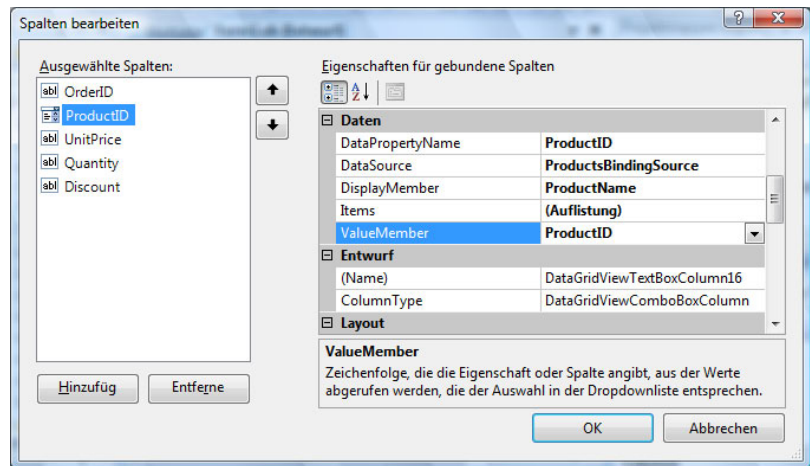 Spalten bearbeiten
Ausgewählte Spalten:
OrderID
ProductID
UnitPrice
Quantity
Discount
Hinzufüg
Entferne
Eigenschaften für gebundene Spalten
Daten
DataPropertyName ProductID
DataSource ProductsBindingSource
DisplayMember ProductName
Items (Auflistung)
ValueMember ProductID
Entwurf
(Name) DataGridViewTextBoxColumn16
ColumnType DataGridViewComboBoxColumn
Layout
ValueMember
Zeichenfolge, die die Eigenschaft oder Spalte angibt, aus der Werte
abgerufen werden, die der Auswahl in der Dropdownliste entsprechen.
OK
Abbrechen